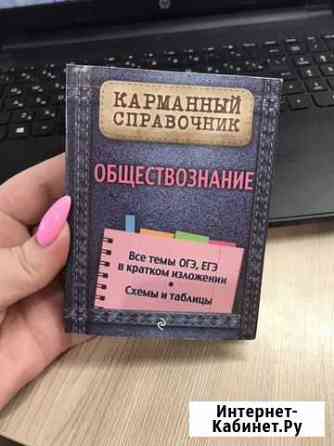 КАРМАННЫЙ
СПРАВОЧНИК
ОБЩЕСТВОЗНАНИЕ
Все темы ОГЭ, ЕГЭ
в кратком изложении
•
Схемы и таблицы
Интернет-
Кабинет.Ру